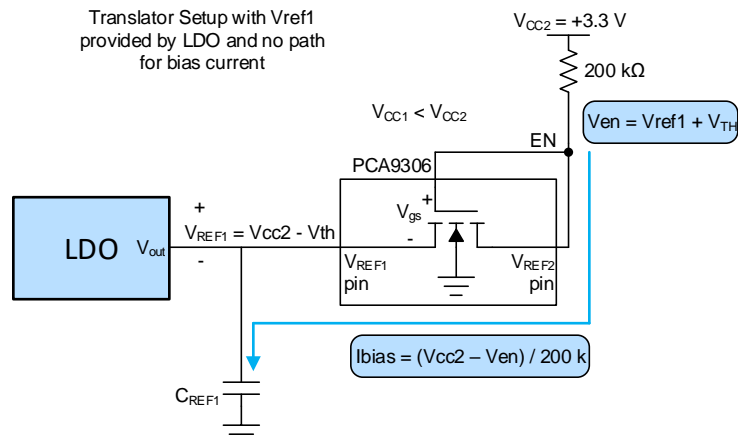 Translator Setup with Vref1
provided by LDO and no path
for bias current
VCC2 = +3.3 V
200 kΩ
VCC1 < VCC2
Ven = Vref1 + VTH
EN
PCA9306
+
Vgs
+
-
LDO
Vout
VREF1 = Vcc2 - Vth
-
VREF1
pin
VREF2
pin
Ibias = (Vcc2 – Ven) / 200 k
CREF1